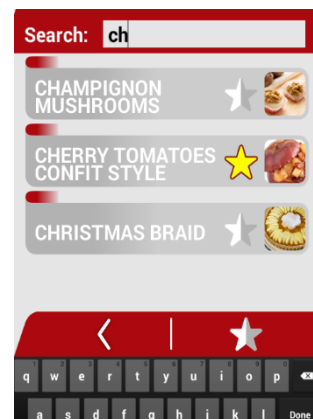 Search: ch
CHAMPIGNON
MUSHROOMS
CHERRY TOMATOES
CONFIT STYLE
CHRISTMAS BRAID
q w e r t y u i o p
a s d f g h j k l Done